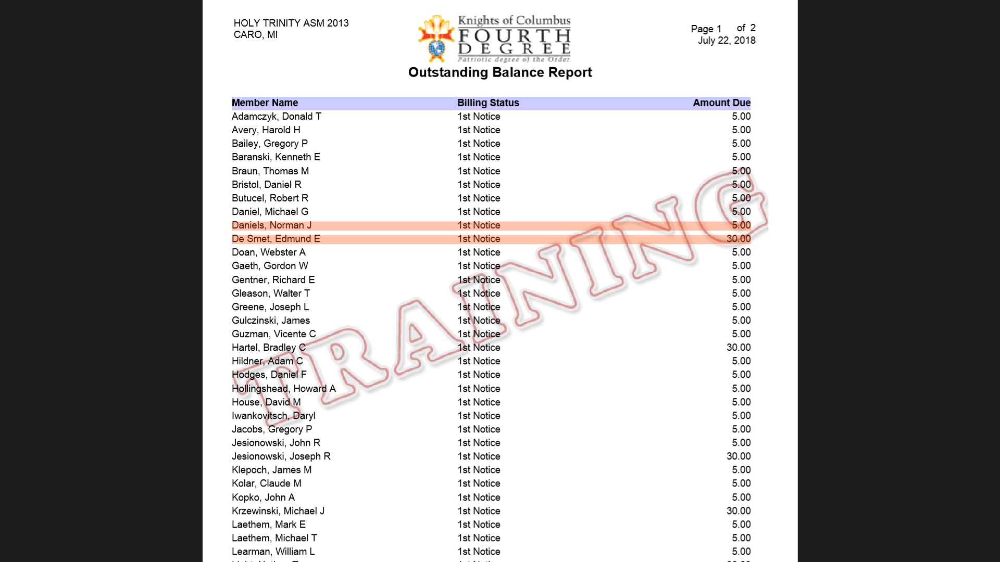 HOLY TRINITY ASM 2013
CARO, MI
Knights of Columbus
FOURTH
DEGREE
Patriotic degree of the Order.
Page 1 of 2
July 22, 2018
Outstanding Balance Report
Member Name Billing Status Amount Due
Adamczyk, Donald T 1st Notice 5.00
Avery, Harold H 1st Notice 5.00
Bailey, Gregory P 1st Notice 5.00
Baranski, Kenneth E 1st Notice 5.00
Braun, Thomas M 1st Notice 5.00
Bristol, Daniel R 1st Notice 5.00
Butucel, Robert R 1st Notice 5.00
Daniel, Michael G 1st Notice 5.00
Daniels, Norman J 1st Notice 5.00
De Smet, Edmund E 1st Notice 30.00
Doan, Webster A 1st Notice 5.00
Gaeth, Gordon W 1st Notice 5.00
Gentner, Richard E 1st Notice 5.00
Gleason, Walter T 1st Notice 5.00
Greene, Joseph L 1st Notice 5.00
Gulczinski, James 1st Notice 5.00
Guzman, Vicente C 1st Notice 5.00
Hartel, Bradley C 1st Notice 30.00
Hildner, Adam C 1st Notice 5.00
Hodges, Daniel F 1st Notice 5.00
Hollingshead, Howard A 1st Notice 5.00
House, David M 1st Notice 5.00
Iwankovitsch, Daryl 1st Notice 5.00
Jacobs, Gregory P 1st Notice 5.00
Jesionowski, John R 1st Notice 5.00
Jesionowski, Joseph R 1st Notice 30.00
Klepoch, James M 1st Notice 5.00
Kolar, Claude M 1st Notice 5.00
Kopko, John A 1st Notice 5.00
Krzewinski, Michael J 1st Notice 30.00
Laethem, Mark E 1st Notice 5.00
Laethem, Michael T 1st Notice 5.00
Learman, William L 1st Notice 5.00
TRAINING